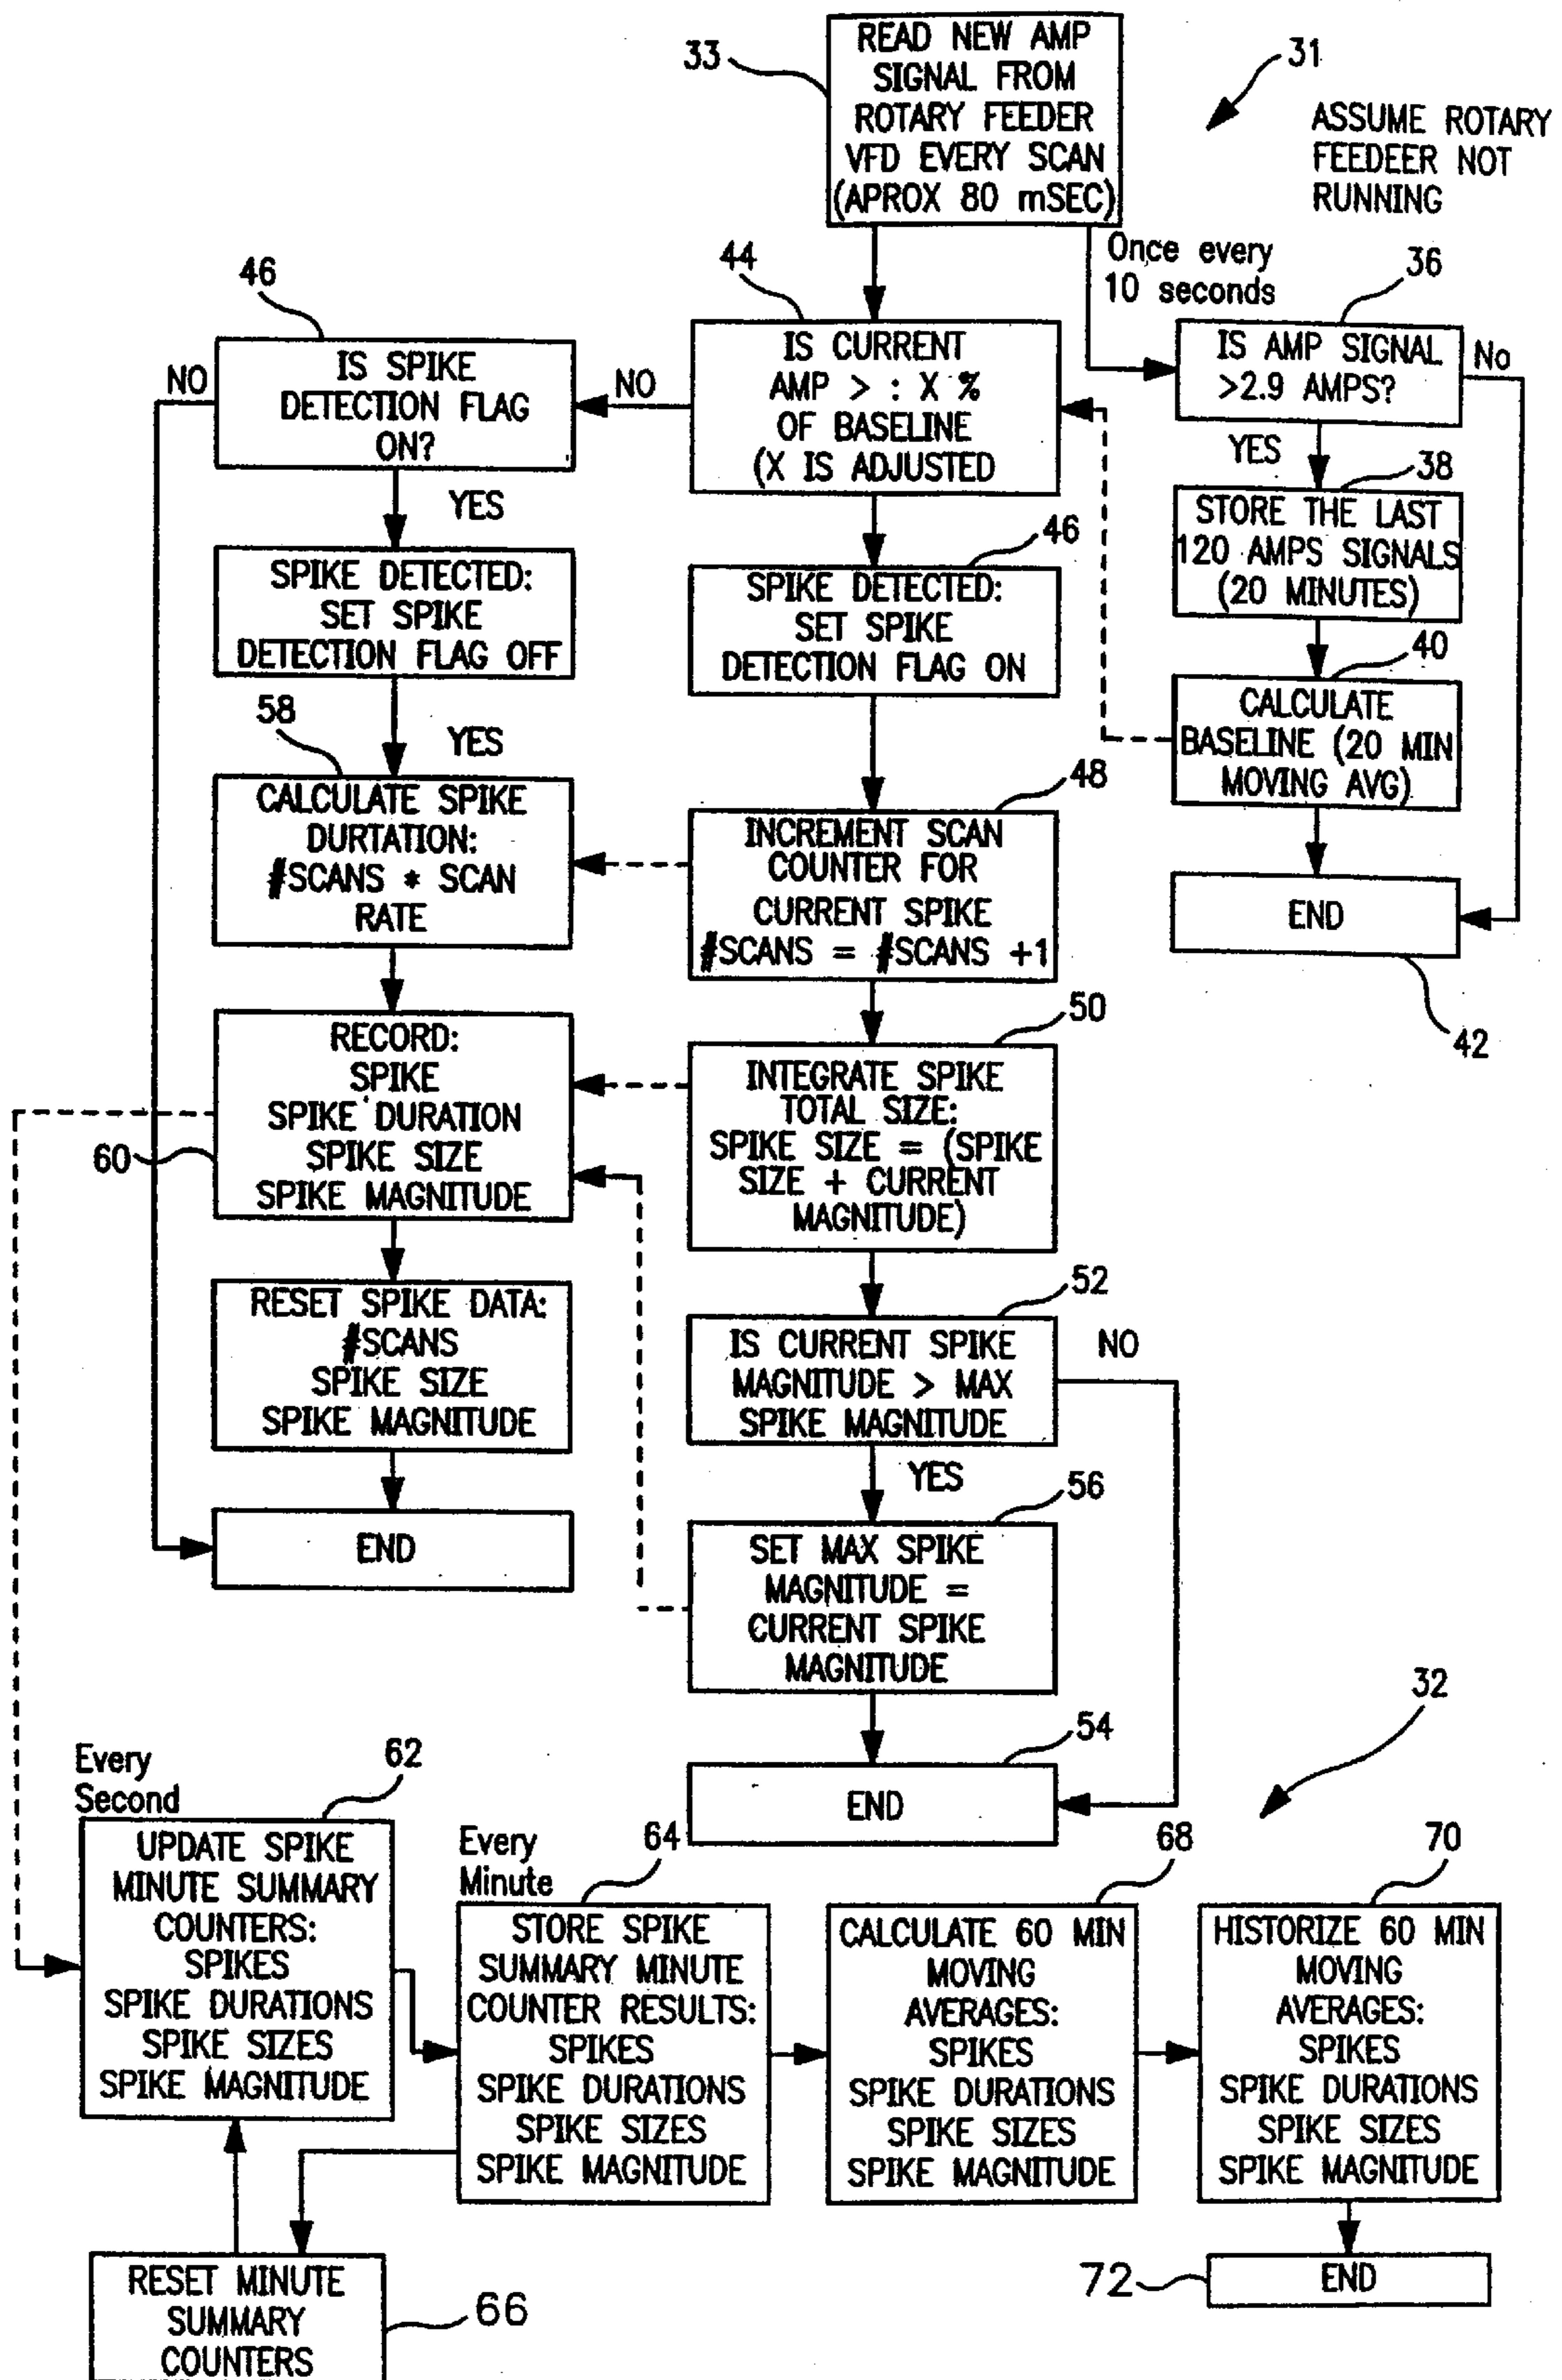 READ NEW AMP
SIGNAL FROM
ROTARY FEEDER
VFD EVERY SCAN
(APROX 80 mSEC)
33
31
ASSUME ROTARY
FEEDEER NOT
RUNNING
Once every
10 seconds
36
IS AMP SIGNAL
>2.9 AMPS?
No
YES
38
STORE THE LAST
120 AMPS SIGNALS
(20 MINUTES)
40
CALCULATE
BASELINE (20 MIN
MOVING AVG)
END
42
44
IS CURRENT
AMP > : X %
OF BASELINE
(X IS ADJUSTED
NO
46
SPIKE DETECTED:
SET SPIKE
DETECTION FLAG ON
48
INCREMENT SCAN
COUNTER FOR
CURRENT SPIKE
#SCANS = #SCANS +1
50
INTEGRATE SPIKE
TOTAL SIZE:
SPIKE SIZE = (SPIKE
SIZE + CURRENT
MAGNITUDE)
52
IS CURRENT SPIKE
MAGNITUDE > MAX
SPIKE MAGNITUDE
NO
YES
56
SET MAX SPIKE
MAGNITUDE =
CURRENT SPIKE
MAGNITUDE
54
END
46
IS SPIKE
DETECTION FLAG
ON?
NO
YES
SPIKE DETECTED:
SET SPIKE
DETECTION FLAG OFF
YES
58
CALCULATE SPIKE
DURTATION:
#SCANS * SCAN
RATE
RECORD:
SPIKE
SPIKE DURATION
SPIKE SIZE
SPIKE MAGNITUDE
60
RESET SPIKE DATA:
#SCANS
SPIKE SIZE
SPIKE MAGNITUDE
END
32
Every
Second
62
UPDATE SPIKE
MINUTE SUMMARY
COUNTERS:
SPIKES
SPIKE DURATIONS
SPIKE SIZES
SPIKE MAGNITUDE
Every
Minute
64
STORE SPIKE
SUMMARY MINUTE
COUNTER RESULTS:
SPIKES
SPIKE DURATIONS
SPIKE SIZES
SPIKE MAGNITUDE
68
CALCULATE 60 MIN
MOVING
AVERAGES:
SPIKES
SPIKE DURATIONS
SPIKE SIZES
SPIKE MAGNITUDE
70
HISTORIZE 60 MIN
MOVING
AVERAGES:
SPIKES
SPIKE DURATIONS
SPIKE SIZES
SPIKE MAGNITUDE
72
END
RESET MINUTE
SUMMARY
COUNTERS
66